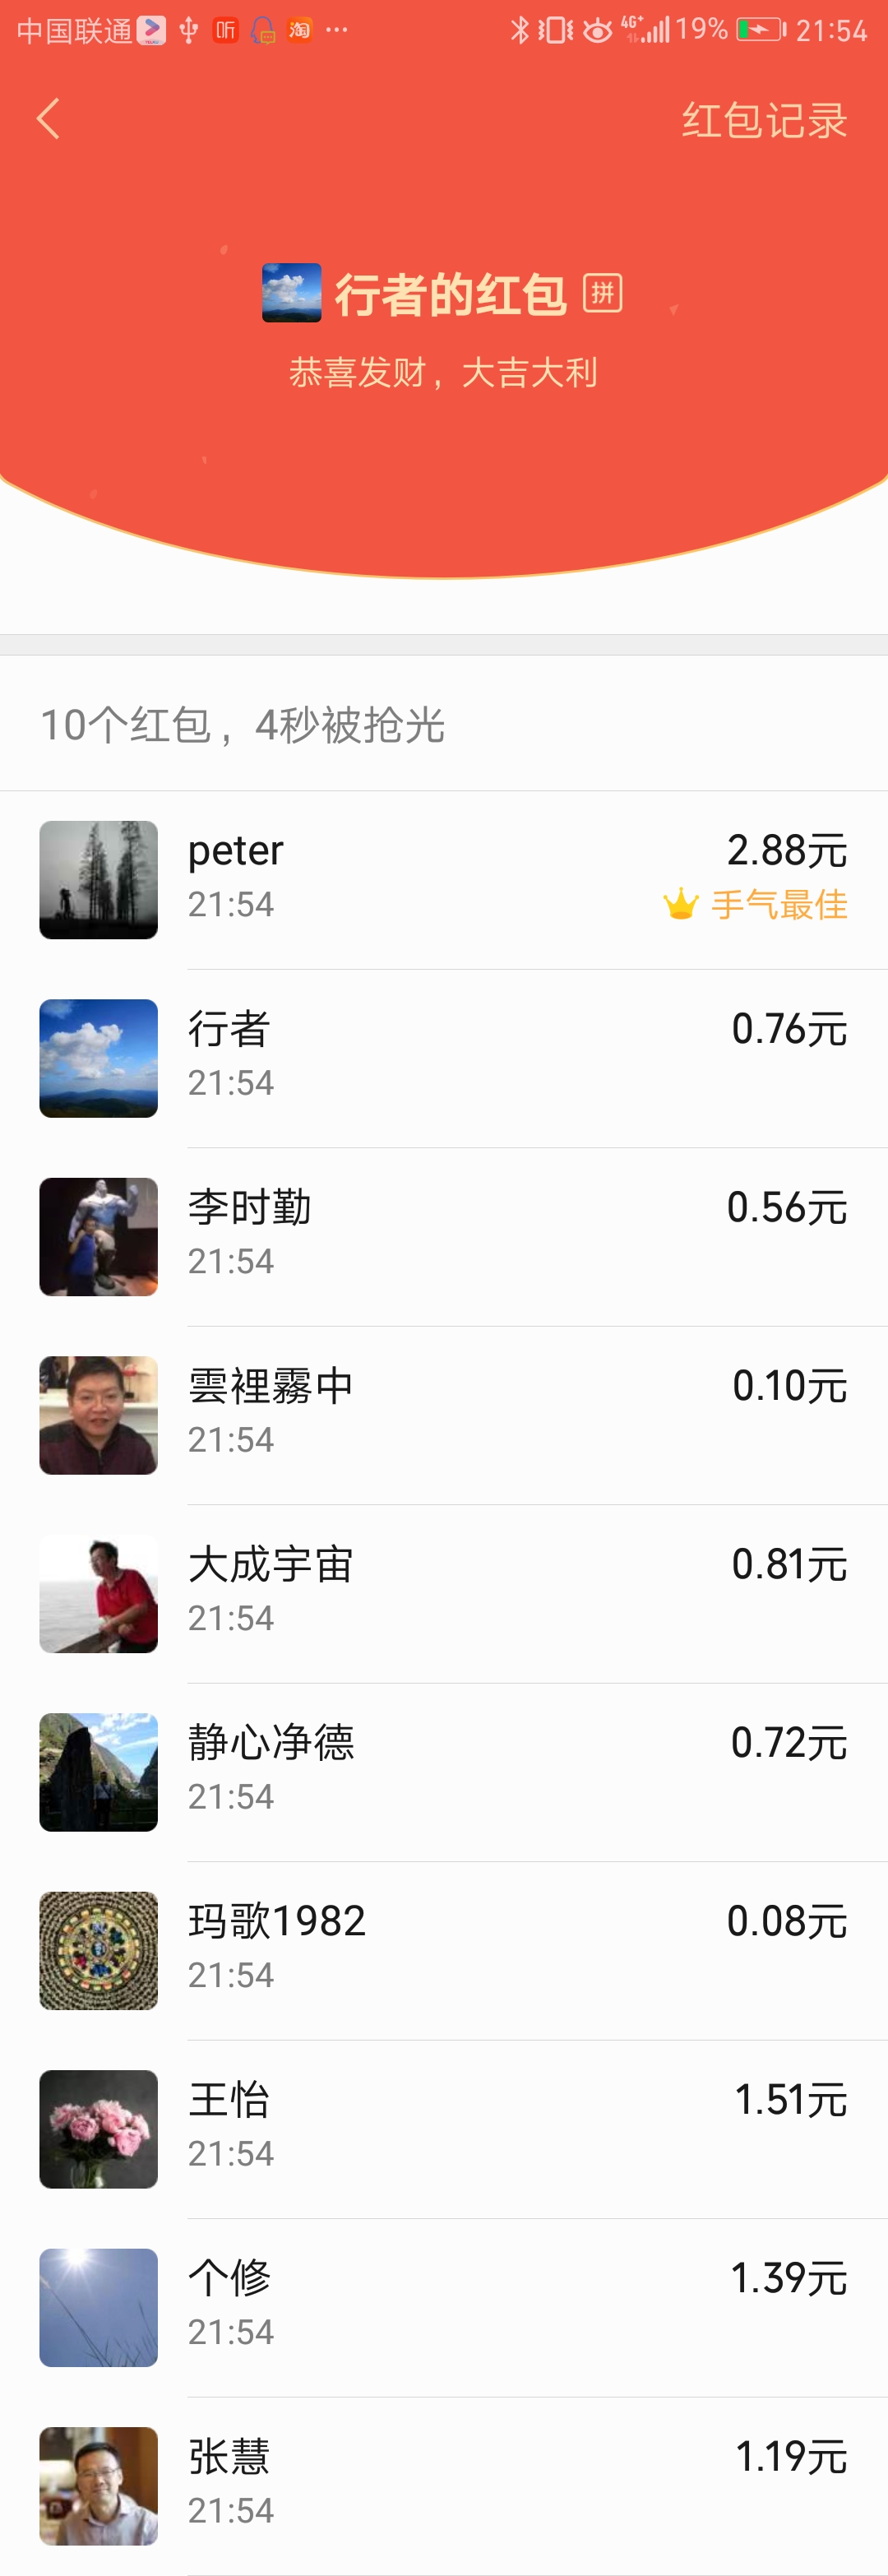 中国联通 听 淘 ... 4G+ 19% 21:54
红包记录
行者的红包 拼
恭喜发财，大吉大利
10个红包，4秒被抢光
peter 2.88元
21:54 手气最佳
行者 0.76元
21:54
李时勤 0.56元
21:54
雲裡霧中 0.10元
21:54
大成宇宙 0.81元
21:54
静心净德 0.72元
21:54
玛歌1982 0.08元
21:54
王怡 1.51元
21:54
个修 1.39元
21:54
张慧 1.19元
21:54